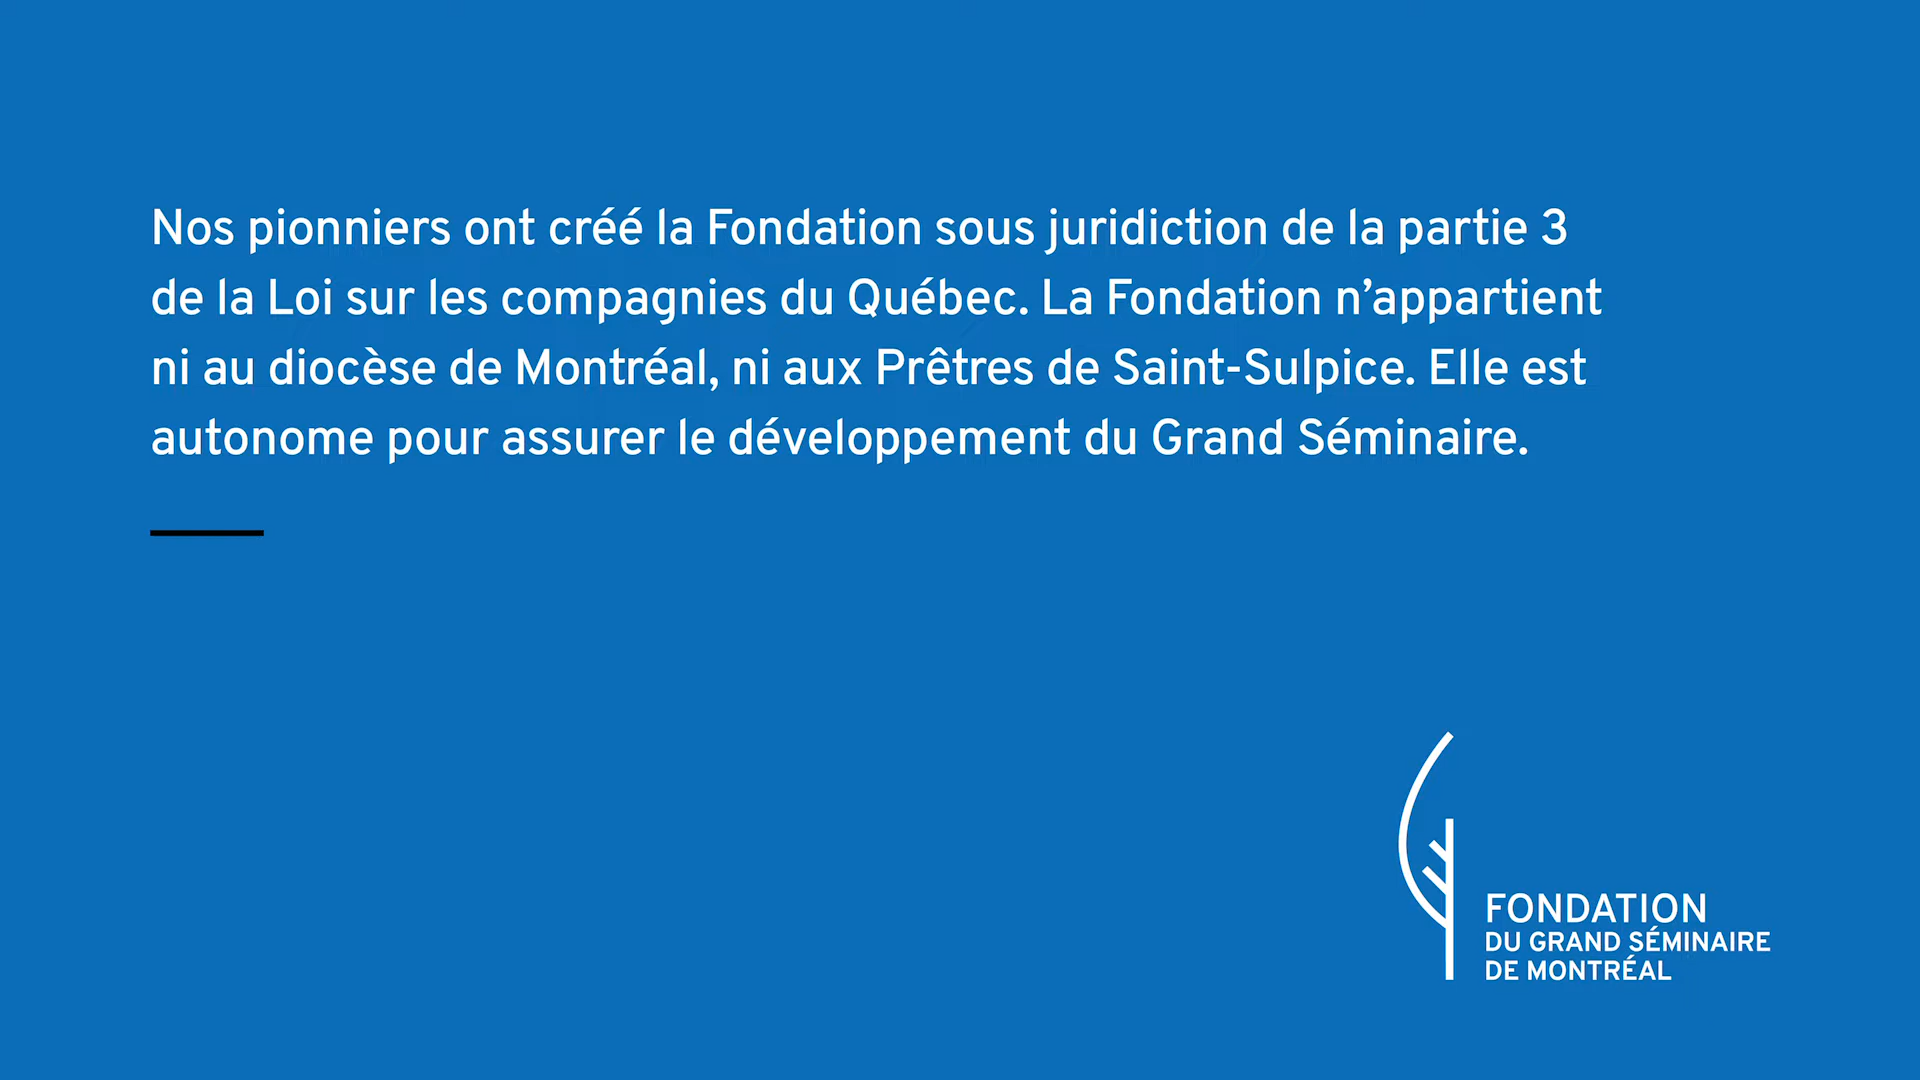 Nos pionniers ont créé la Fondation sous juridiction de la partie 3
de la Loi sur les compagnies du Québec. La Fondation n’appartient
ni au diocèse de Montréal, ni aux Prêtres de Saint-Sulpice. Elle est
autonome pour assurer le développement du Grand Séminaire.
FONDATION
DU GRAND SÉMINAIRE
DE MONTRÉAL